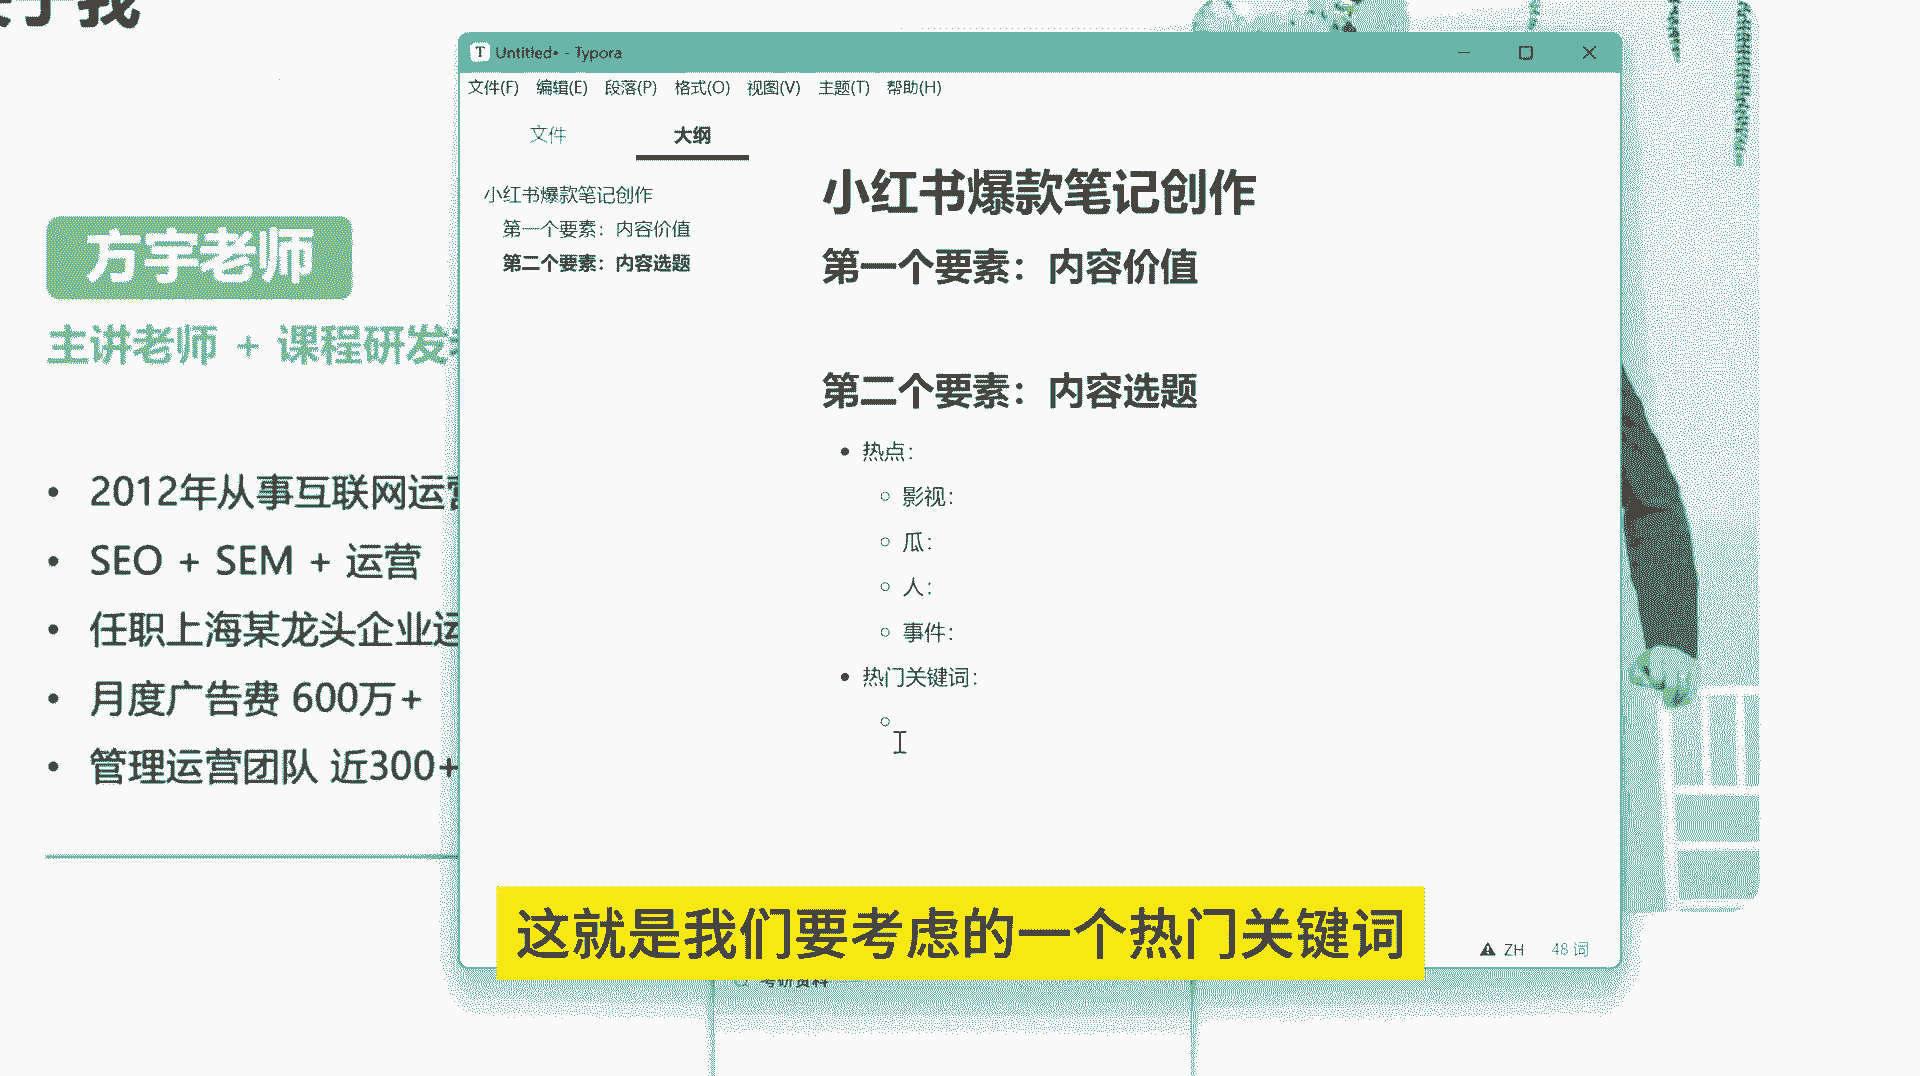 于我
方宇老师
主讲老师 + 课程研发
2012年从事互联网运营
SEO + SEM + 运营
任职上海某龙头企业运
月度广告费 600万+
管理运营团队 近300+
Untitled• - Typora
文件(F) 编辑(E) 段落(P) 格式(O) 视图(V) 主题(T) 帮助(H)
文件 大纲
小红书爆款笔记创作
第一个要素：内容价值
第二个要素：内容选题
小红书爆款笔记创作
第一个要素：内容价值
第二个要素：内容选题
热点：
影视：
瓜：
人：
事件：
热门关键词：
这就是我们要考虑的一个热门关键词
ZH 48 词
考研资料